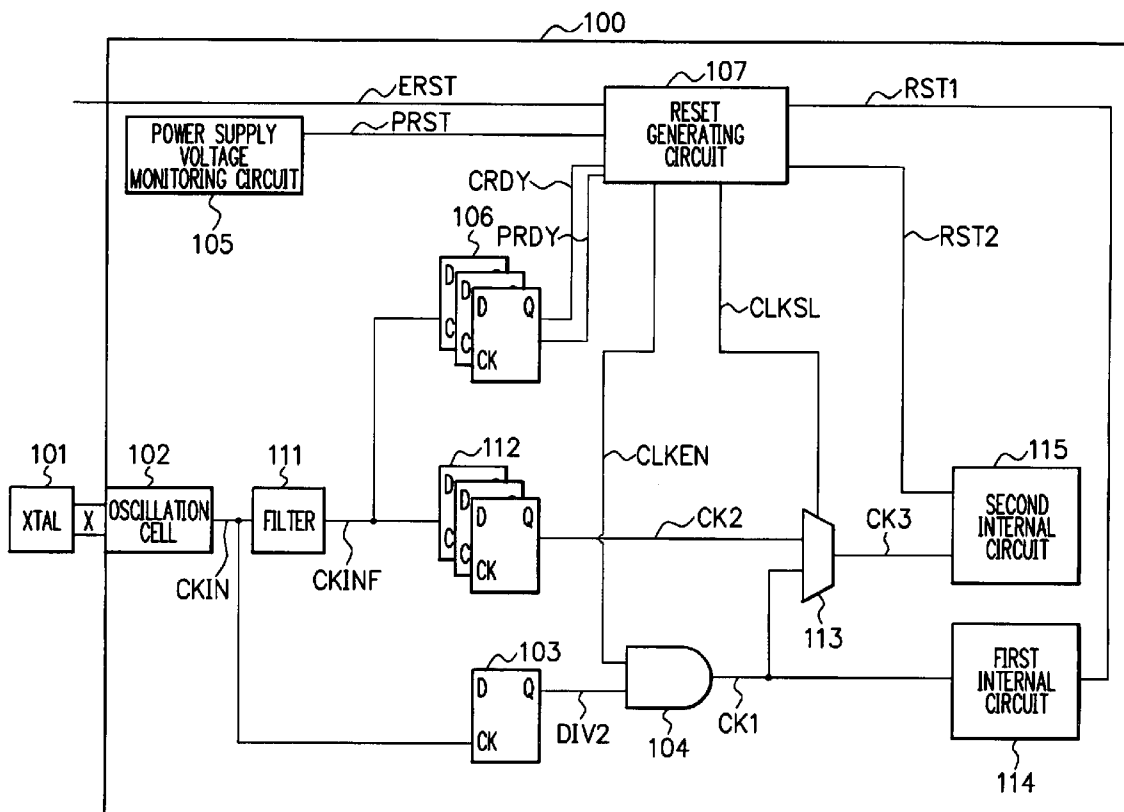 100
ERST
107
RESET
GENERATING
CIRCUIT
RST1
PRST
POWER SUPPLY
VOLTAGE
MONITORING CIRCUIT
105
CRDY
PRDY
106
D
C
D
C
D Q
CK
RST2
CLKSL
CLKEN
101
XTAL
X
102
OSCILLATION
CELL
CKIN
111
FILTER
CKINF
112
D
C
D
C
D Q
CK
CK2
113
CK3
115
SECOND
INTERNAL
CIRCUIT
103
D Q
CK
DIV2
104
CK1
FIRST
INTERNAL
CIRCUIT
114